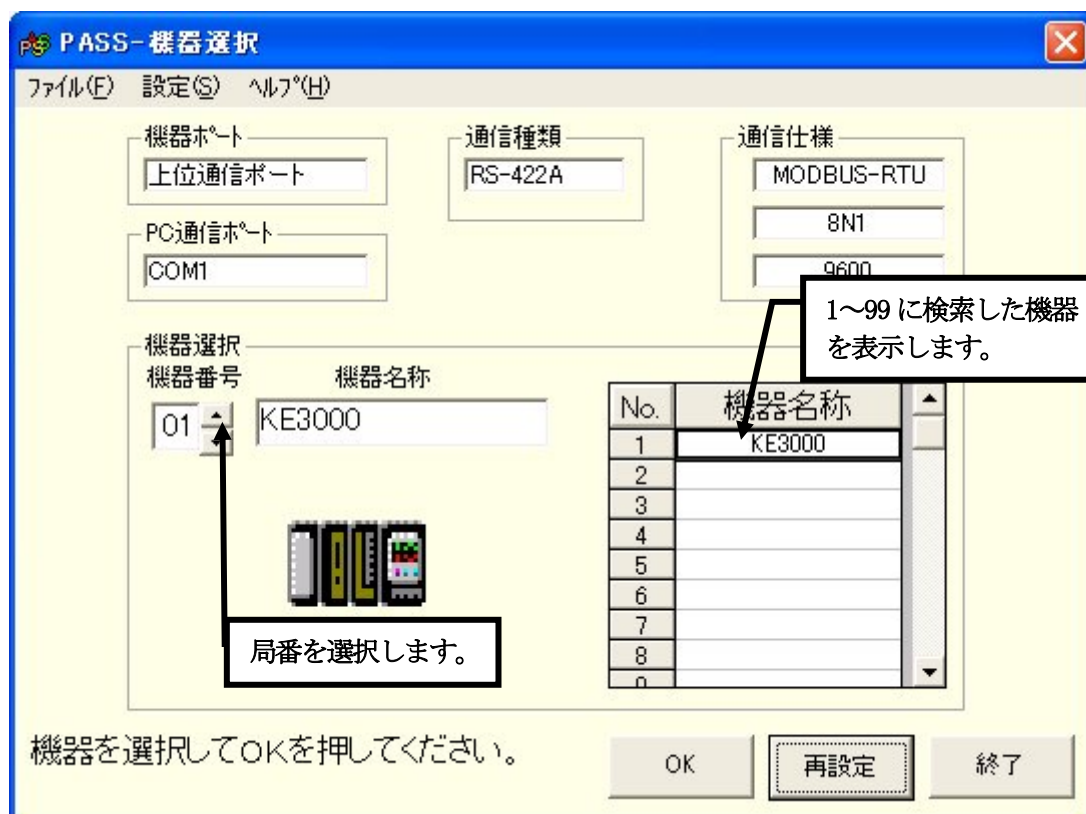 PASS-機器選択
ファイル(F) 設定(S) ヘルプ(H)
機器ポート
上位通信ポート
通信種類
RS-422A
通信仕様
MODBUS-RTU
8N1
9600
PC通信ポート
COM1
1～99に検索した機器
を表示します。
機器選択
機器番号 機器名称
01 KE3000
No. 機器名称
1 KE3000
2
3
4
5
6
7
8
局番を選択します。
機器を選択してOKを押してください。
OK 再設定 終了